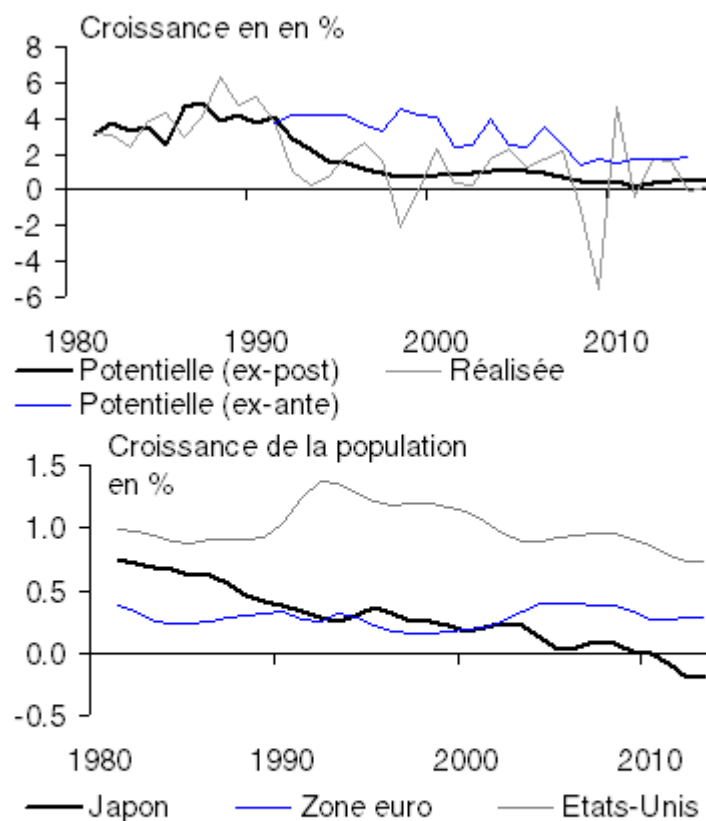 Croissance en en %
8
6
4
2
0
-2
-4
-6
1980 1990 2000 2010
Potentielle (ex-post) Réalisée
Potentielle (ex-ante)
Croissance de la population
en %
1.5
1.0
0.5
0.0
-0.5
1980 1990 2000 2010
Japon Zone euro Etats-Unis